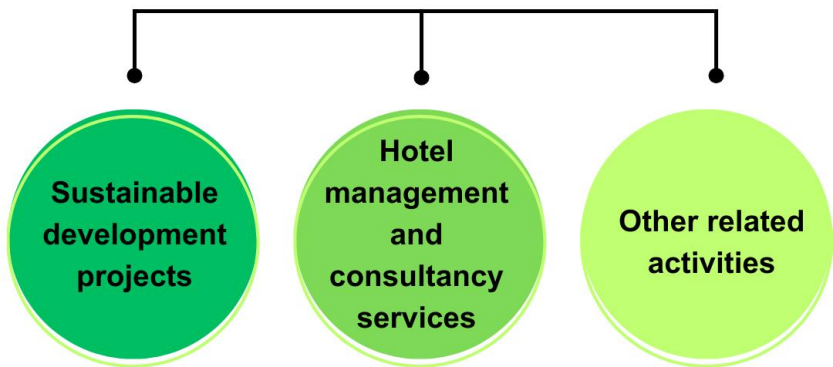 Sustainable
development
projects
Hotel
management
and
consultancy
services
Other related
activities